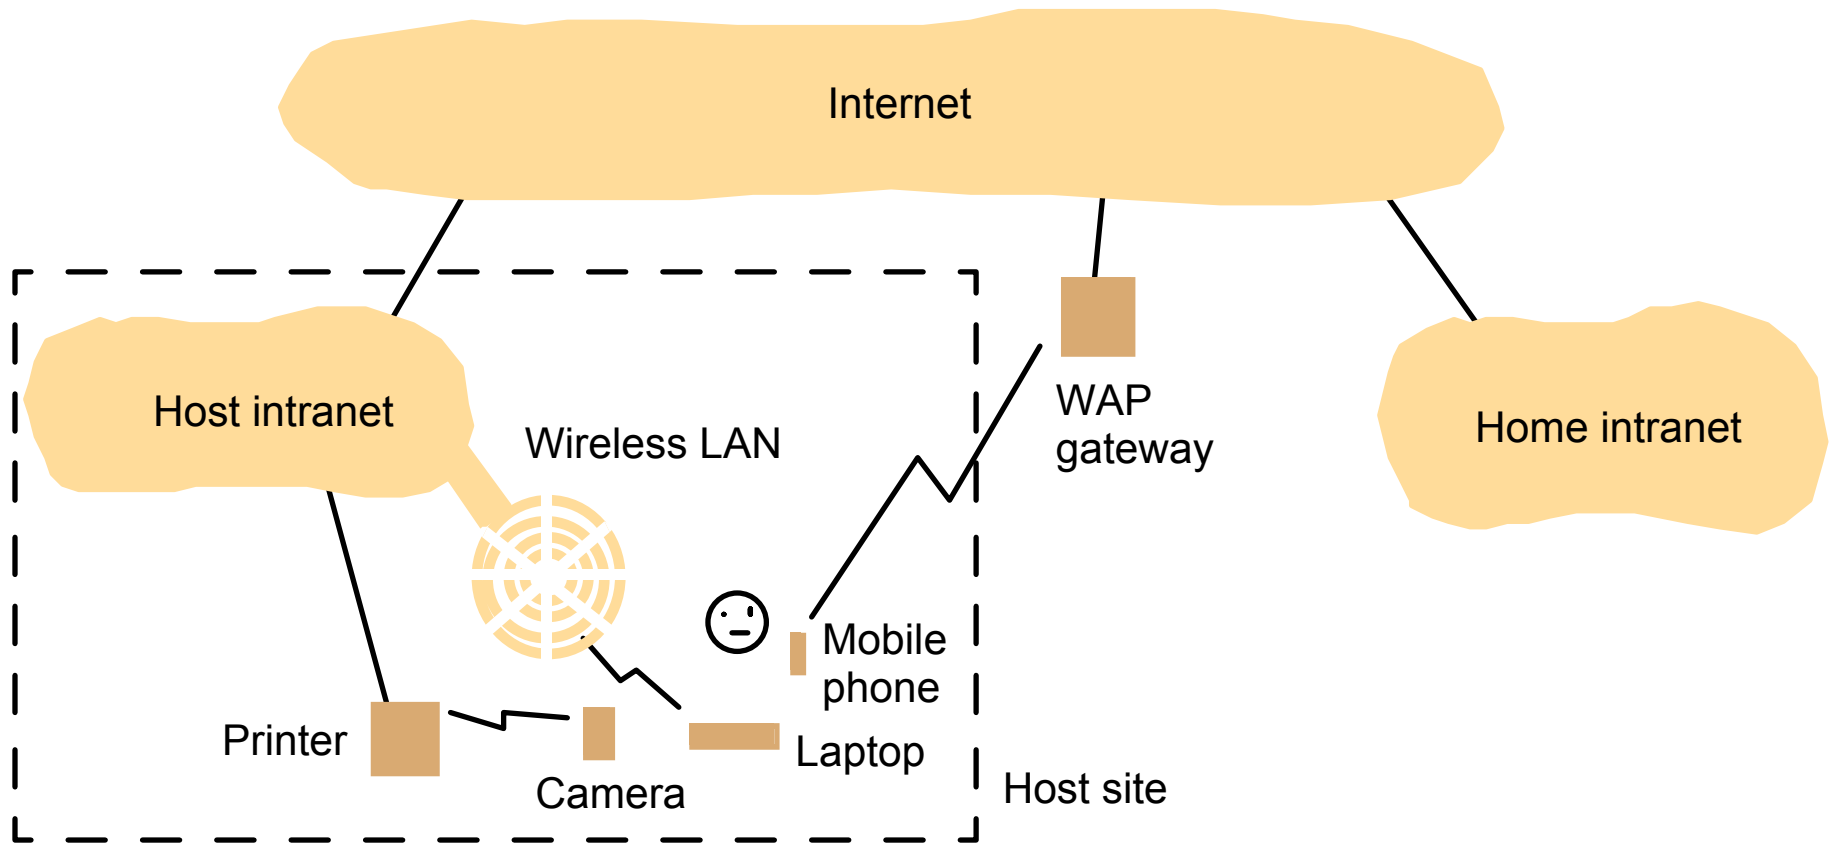 Internet
Host intranet
Wireless LAN
WAP
gateway
Home intranet
Mobile
phone
Printer
Camera
Laptop
Host site